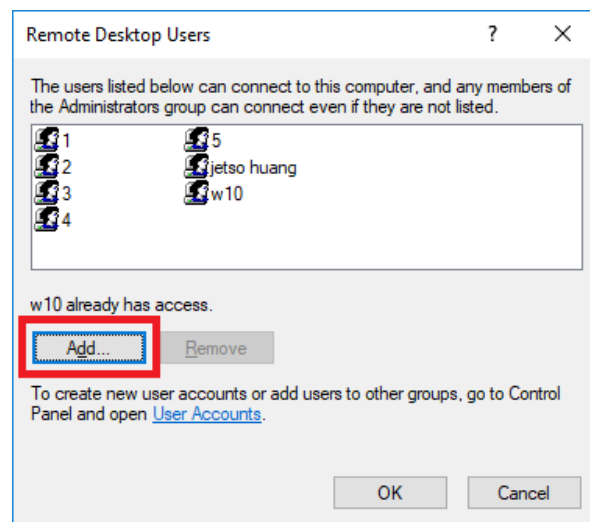 Remote Desktop Users ?
The users listed below can connect to this computer, and any members of
the Administrators group can connect even if they are not listed.
1 5
2 jetso huang
3 w10
4
w10 already has access.
Add... Remove
To create new user accounts or add users to other groups, go to Control
Panel and open User Accounts.
OK Cancel